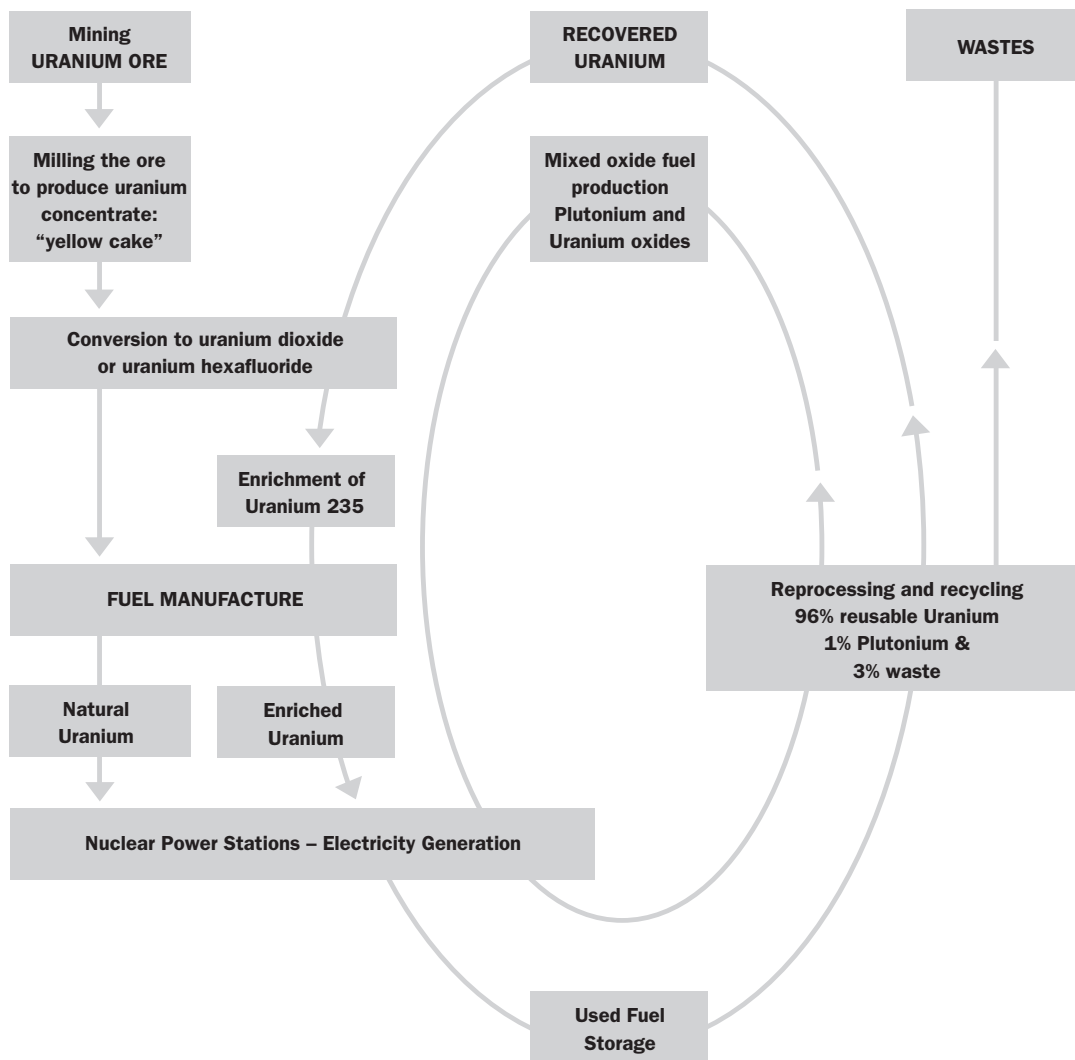 Mining
URANIUM ORE
Milling the ore
to produce uranium
concentrate:
“yellow cake”
Conversion to uranium dioxide
or uranium hexafluoride
Enrichment of
Uranium 235
FUEL MANUFACTURE
Natural
Uranium
Enriched
Uranium
Nuclear Power Stations – Electricity Generation
RECOVERED
URANIUM
Mixed oxide fuel
production
Plutonium and
Uranium oxides
Used Fuel
Storage
WASTES
Reprocessing and recycling
96% reusable Uranium
1% Plutonium &
3% waste